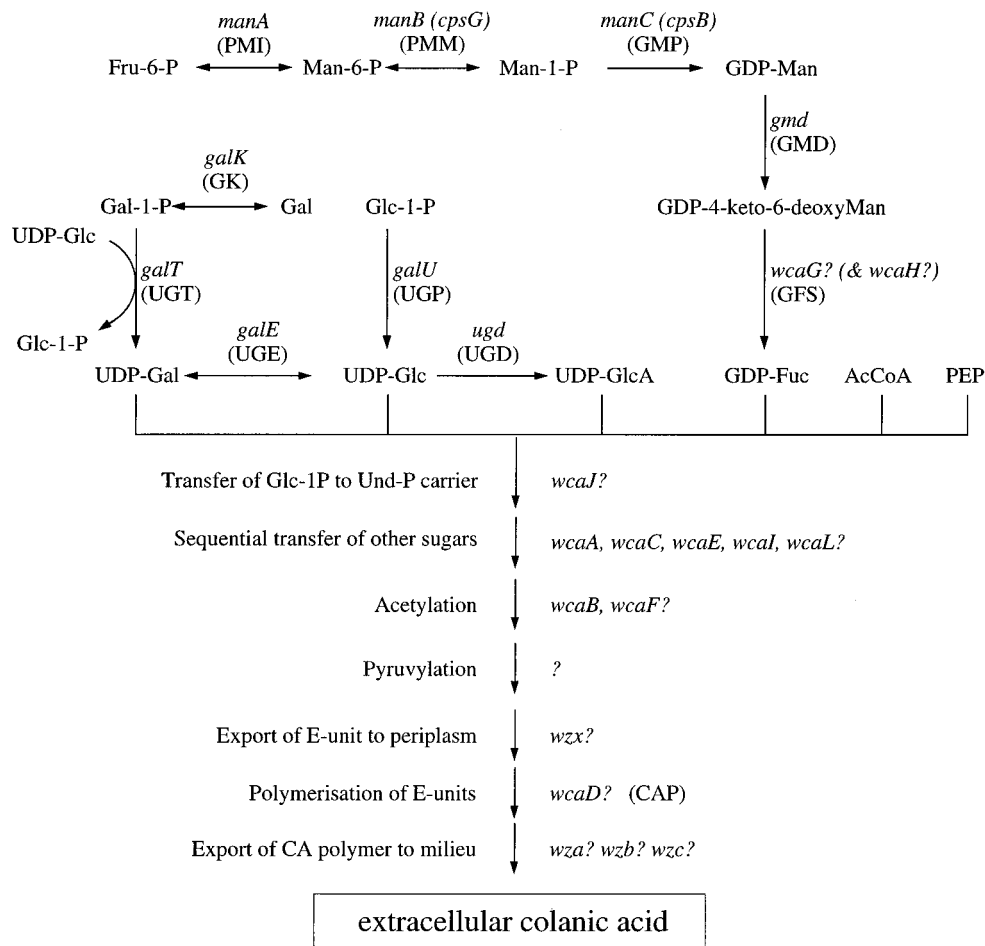 manA
(PMI)
manB (cpsG)
(PMM)
manC (cpsB)
(GMP)
Fru-6-P
Man-6-P
Man-1-P
GDP-Man
gmd
(GMD)
galK
(GK)
Gal-1-P
Gal
Glc-1-P
GDP-4-keto-6-deoxyMan
UDP-Glc
galT
(UGT)
galU
(UGP)
wcaG? (& wcaH?)
(GFS)
Glc-1-P
galE
(UGE)
ugd
(UGD)
UDP-Gal
UDP-Glc
UDP-GlcA
GDP-Fuc
AcCoA
PEP
Transfer of Glc-1P to Und-P carrier
wcaJ?
Sequential transfer of other sugars
wcaA, wcaC, wcaE, wcaI, wcaL?
Acetylation
wcaB, wcaF?
Pyruvylation
?
Export of E-unit to periplasm
wzx?
Polymerisation of E-units
wcaD? (CAP)
Export of CA polymer to milieu
wza? wzb? wzc?
extracellular colanic acid